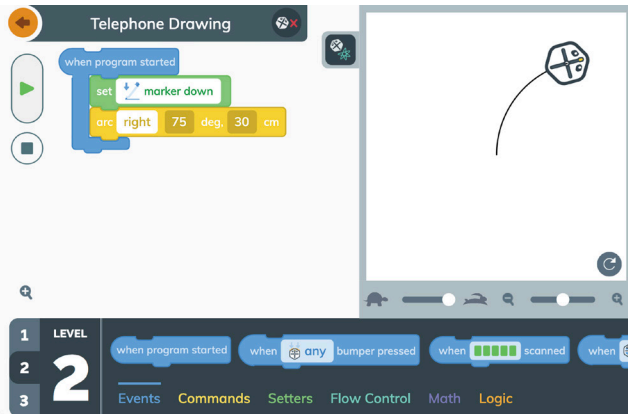 Telephone Drawing
when program started
set marker down
arc right 75 deg, 30 cm
1
2
3
LEVEL
2
when program started
when any bumper pressed
when scanned
when
Events Commands Setters Flow Control Math Logic